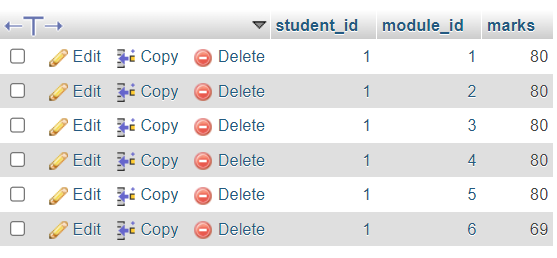 student_id module_id marks
Edit Copy Delete 1 1 80
Edit Copy Delete 1 2 80
Edit Copy Delete 1 3 80
Edit Copy Delete 1 4 80
Edit Copy Delete 1 5 80
Edit Copy Delete 1 6 69